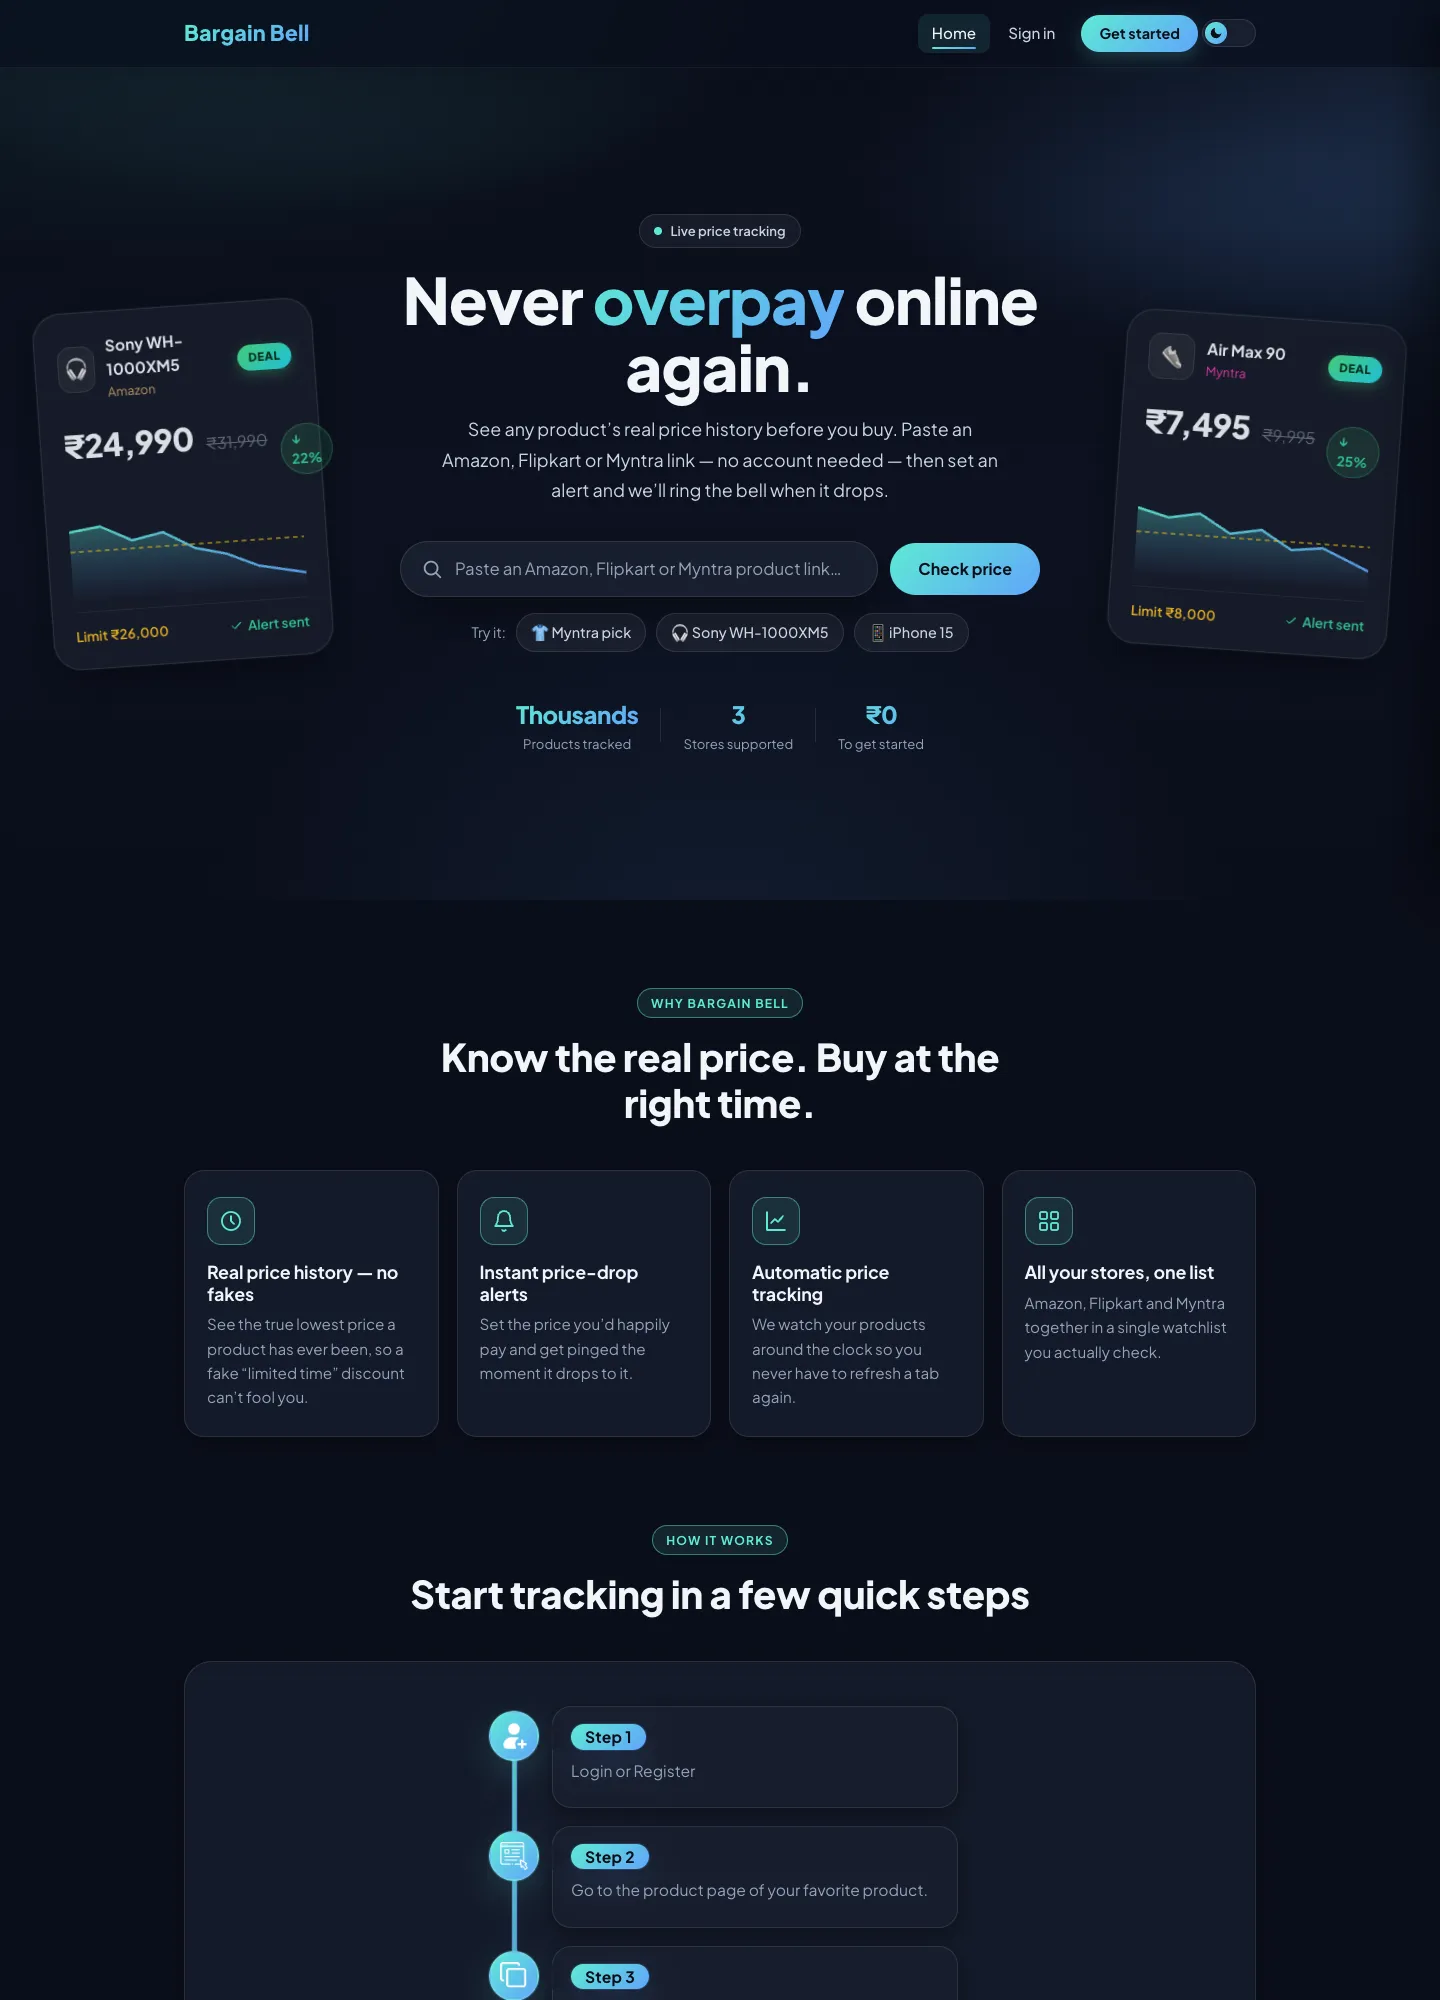 Bargain Bell
Home
Sign in
Get started
Live price tracking
Never overpay online
again.
See any product’s real price history before you buy. Paste an
Amazon, Flipkart or Myntra link — no account needed — then set an
alert and we’ll ring the bell when it drops.
Sony WH-
1000XM5
Amazon
DEAL
₹24,990 ₹31,990
↓
22%
Limit ₹26,000
✓ Alert sent
Air Max 90
Myntra
DEAL
₹7,495 ₹9,995
↓
25%
Limit ₹8,000
✓ Alert sent
Paste an Amazon, Flipkart or Myntra product link…
Check price
Try it:
Myntra pick
Sony WH-1000XM5
iPhone 15
Thousands
Products tracked
3
Stores supported
₹0
To get started
WHY BARGAIN BELL
Know the real price. Buy at the
right time.
Real price history — no
fakes
See the true lowest price a
product has ever been, so a
fake “limited time” discount
can’t fool you.
Instant price-drop
alerts
Set the price you’d happily
pay and get pinged the
moment it drops to it.
Automatic price
tracking
We watch your products
around the clock so you
never have to refresh a tab
again.
All your stores, one list
Amazon, Flipkart and Myntra
together in a single watchlist
you actually check.
HOW IT WORKS
Start tracking in a few quick steps
Step 1
Login or Register
Step 2
Go to the product page of your favorite product.
Step 3